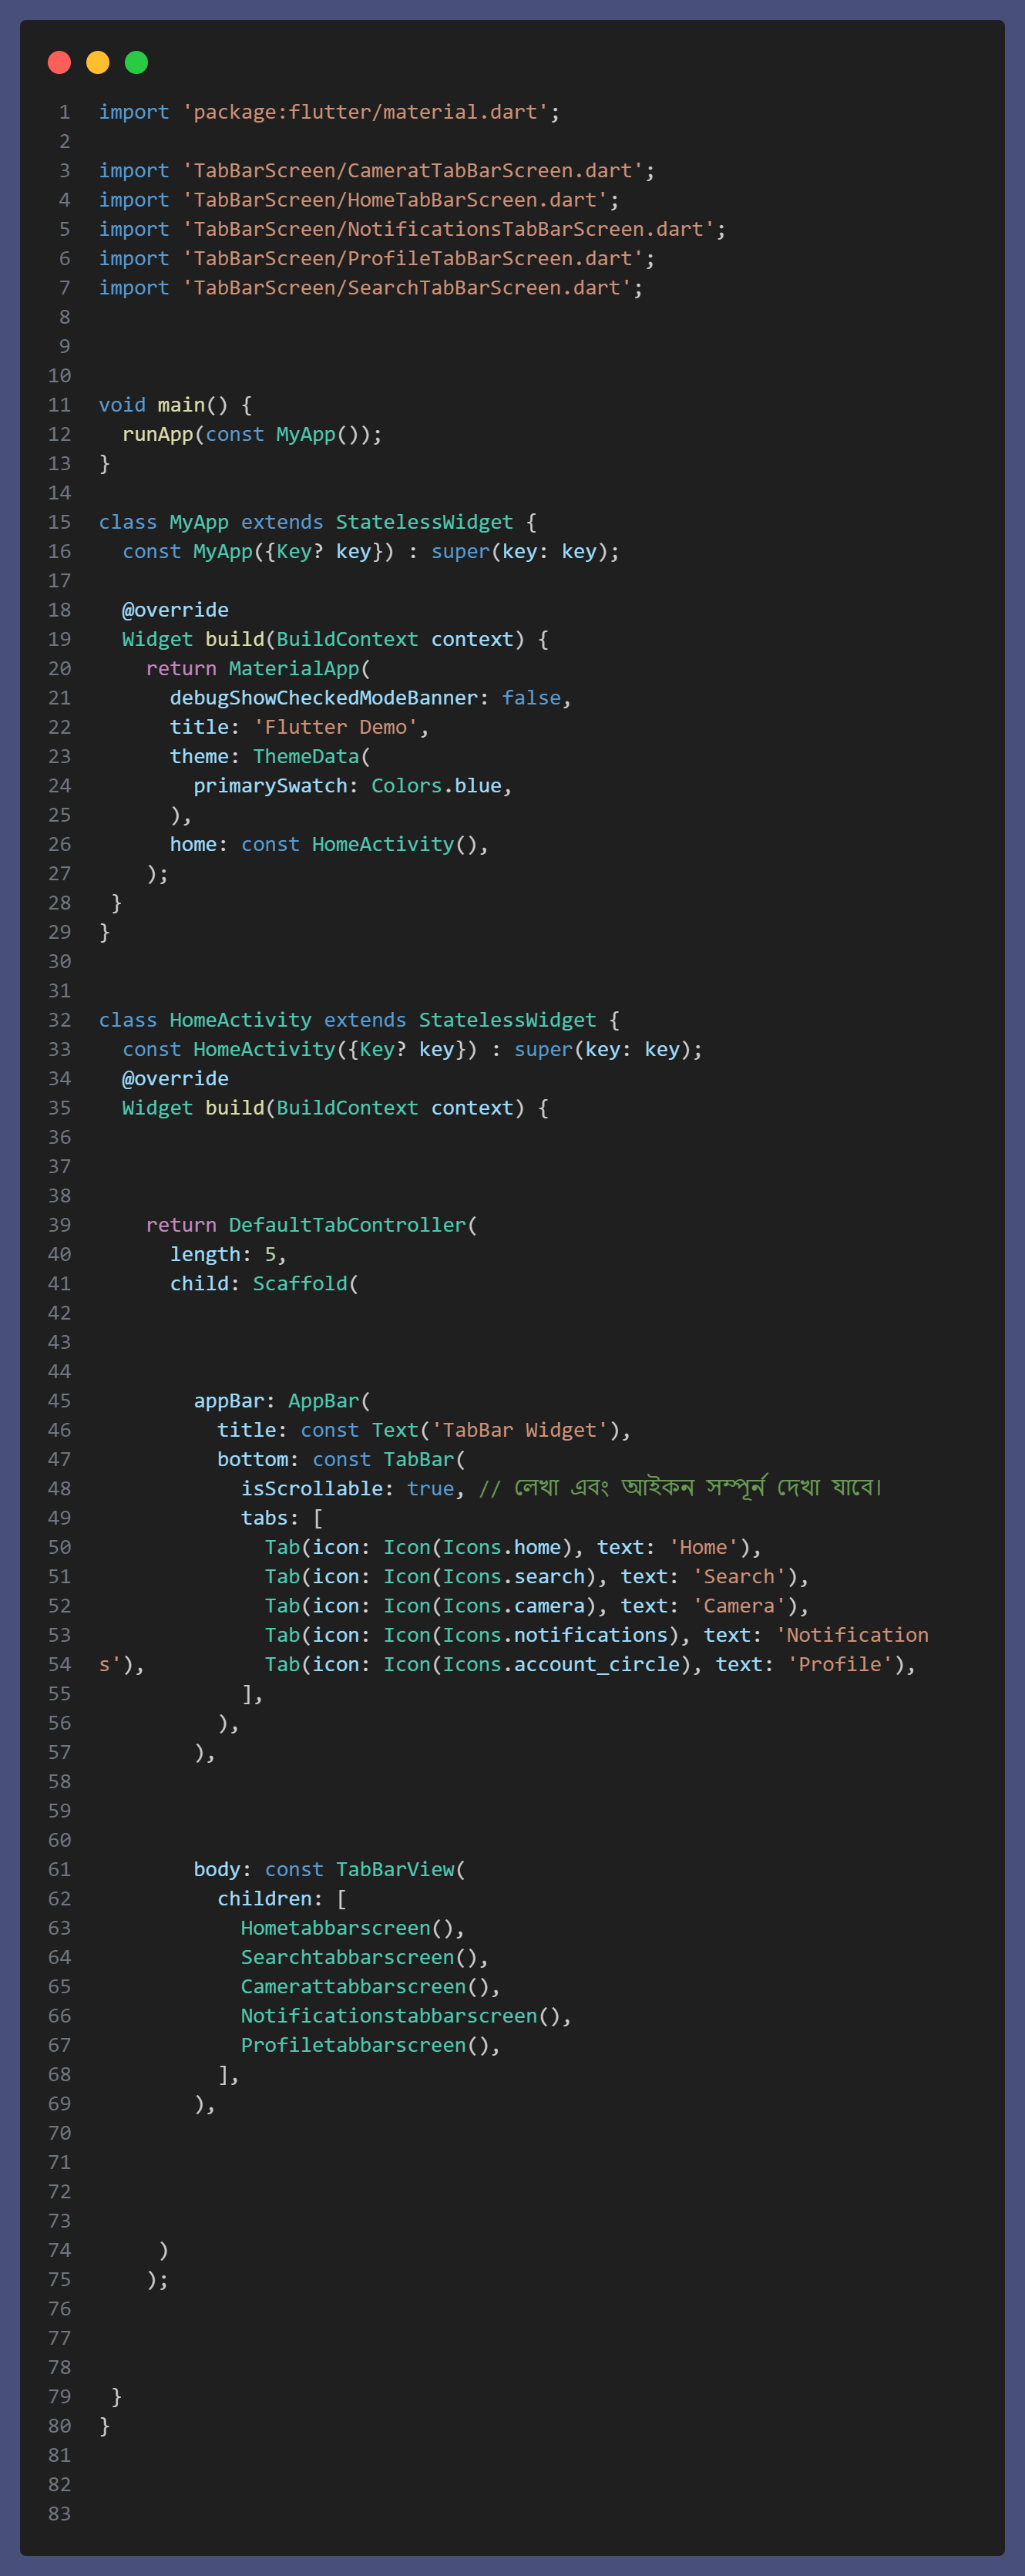 1 import 'package:flutter/material.dart';
2
3 import 'TabBarScreen/CameratTabBarScreen.dart';
4 import 'TabBarScreen/HomeTabBarScreen.dart';
5 import 'TabBarScreen/NotificationsTabBarScreen.dart';
6 import 'TabBarScreen/ProfileTabBarScreen.dart';
7 import 'TabBarScreen/SearchTabBarScreen.dart';
8
9
10
11 void main() {
12   runApp(const MyApp());
13 }
14
15 class MyApp extends StatelessWidget {
16   const MyApp({Key? key}) : super(key: key);
17
18   @override
19   Widget build(BuildContext context) {
20     return MaterialApp(
21       debugShowCheckedModeBanner: false,
22       title: 'Flutter Demo',
23       theme: ThemeData(
24         primarySwatch: Colors.blue,
25       ),
26       home: const HomeActivity(),
27     );
28  }
29 }
30
31
32 class HomeActivity extends StatelessWidget {
33   const HomeActivity({Key? key}) : super(key: key);
34   @override
35   Widget build(BuildContext context) {
36
37
38
39     return DefaultTabController(
40       length: 5,
41       child: Scaffold(
42
43
44
45         appBar: AppBar(
46           title: const Text('TabBar Widget'),
47           bottom: const TabBar(
48             isScrollable: true, // লেখা এবং আইকন সম্পূর্ন দেখা যাবে।
49             tabs: [
50               Tab(icon: Icon(Icons.home), text: 'Home'),
51               Tab(icon: Icon(Icons.search), text: 'Search'),
52               Tab(icon: Icon(Icons.camera), text: 'Camera'),
53               Tab(icon: Icon(Icons.notifications), text: 'Notification
54 s'),          Tab(icon: Icon(Icons.account_circle), text: 'Profile'),
55             ],
56           ),
57         ),
58
59
60
61         body: const TabBarView(
62           children: [
63             Hometabbarscreen(),
64             Searchtabbarscreen(),
65             Camerattabbarscreen(),
66             Notificationstabbarscreen(),
67             Profiletabbarscreen(),
68           ],
69         ),
70
71
72
73
74      )
75     );
76
77
78
79  }
80 }
81
82
83